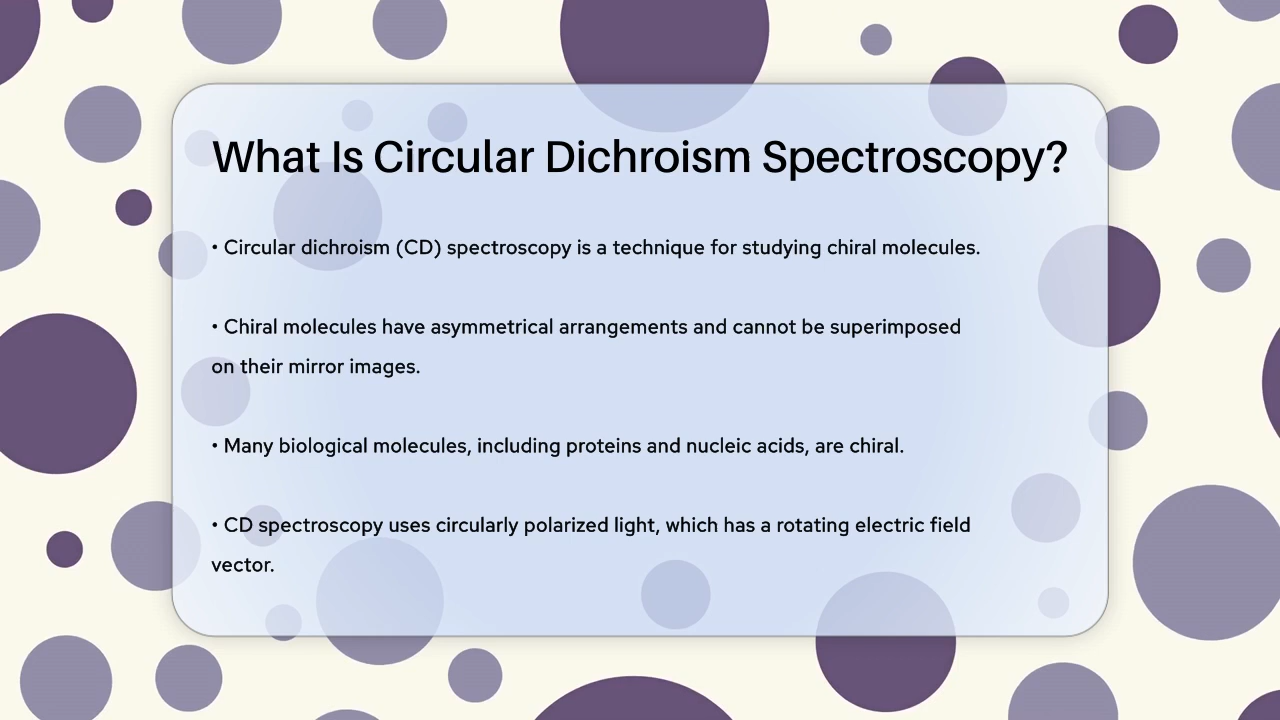 What Is Circular Dichroism Spectroscopy?
• Circular dichroism (CD) spectroscopy is a technique for studying chiral molecules.
• Chiral molecules have asymmetrical arrangements and cannot be superimposed
on their mirror images.
• Many biological molecules, including proteins and nucleic acids, are chiral.
• CD spectroscopy uses circularly polarized light, which has a rotating electric field
vector.